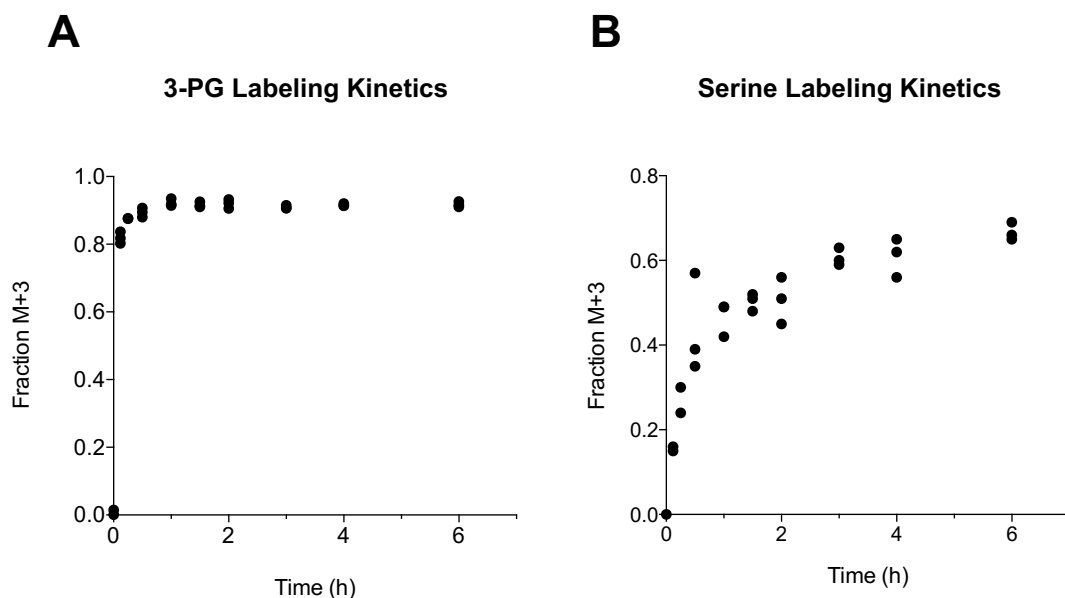 A
3-PG Labeling Kinetics
Fraction M+3
1.0
0.8
0.6
0.4
0.2
0.0
0 2 4 6
Time (h)
B
Serine Labeling Kinetics
Fraction M+3
0.8
0.6
0.4
0.2
0.0
0 2 4 6
Time (h)